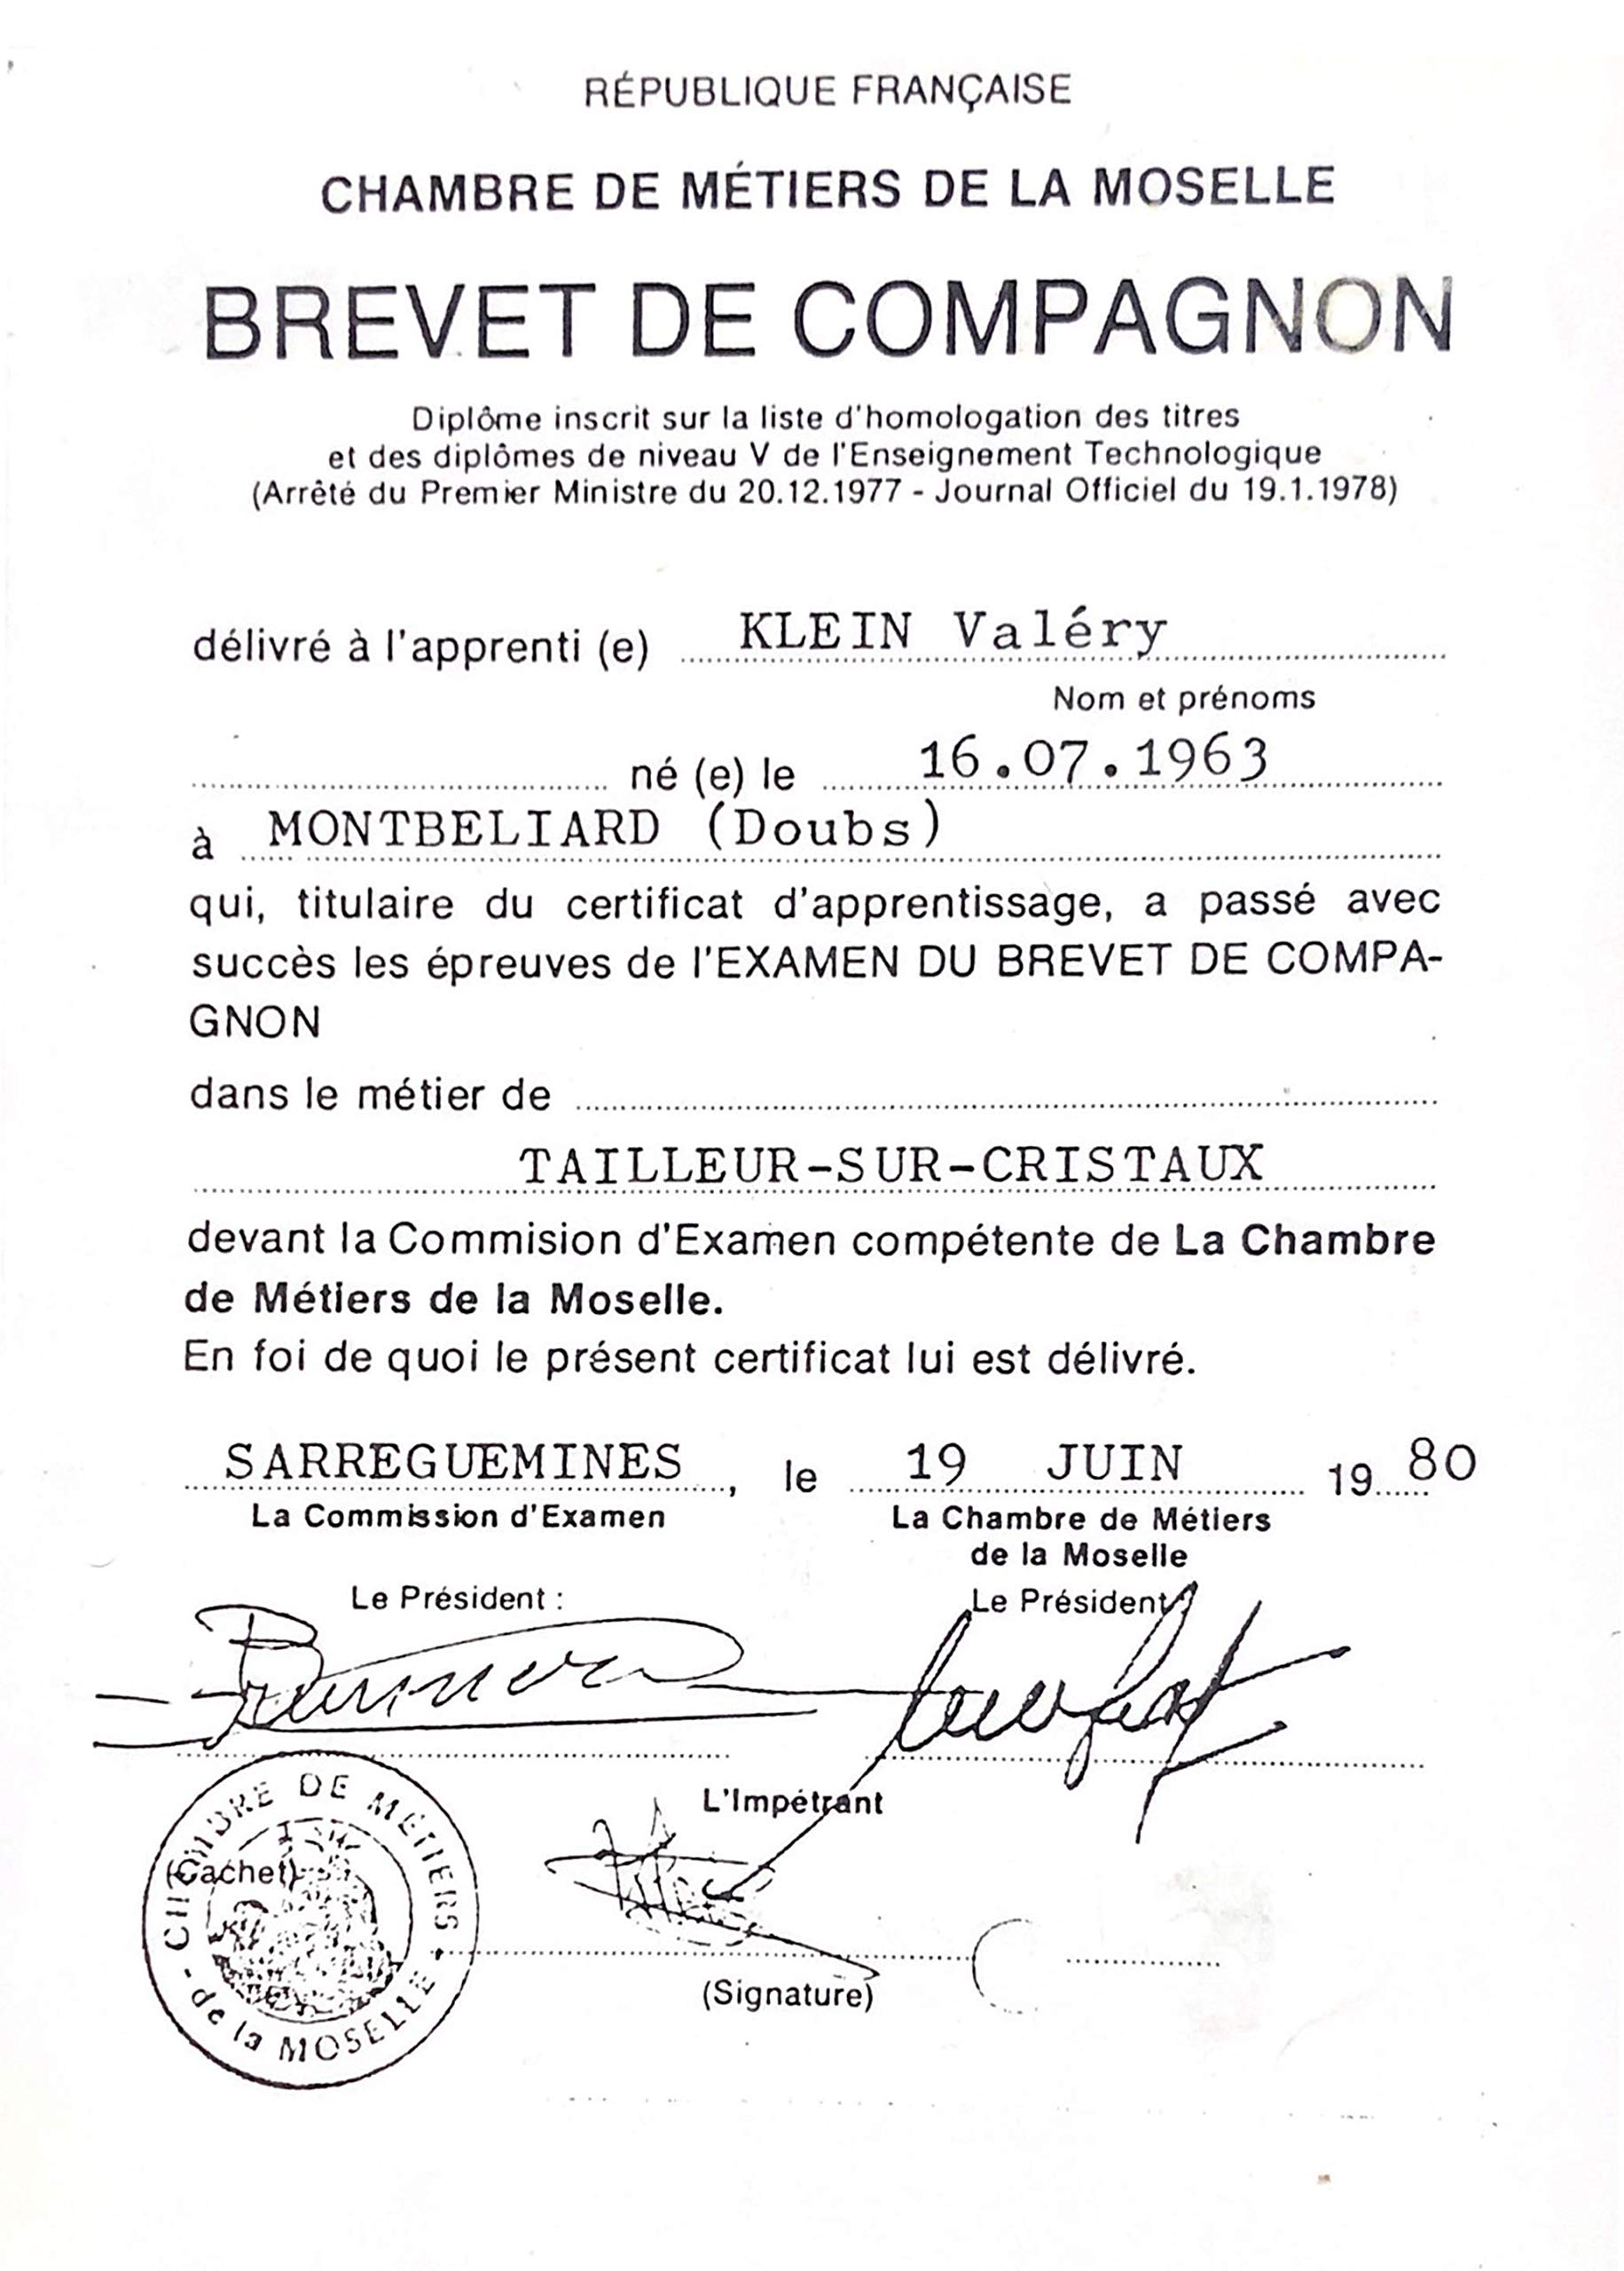 RÉPUBLIQUE FRANÇAISE
CHAMBRE DE MÉTIERS DE LA MOSELLE
BREVET DE COMPAGNON
Diplôme inscrit sur la liste d'homologation des titres
et des diplômes de niveau V de l'Enseignement Technologique
(Arrêté du Premier Ministre du 20.12.1977 - Journal Officiel du 19.1.1978)
délivré à l'apprenti (e) KLEIN Valéry
Nom et prénoms
né (e) le 16.07.1963
à MONTBELIARD (Doubs)
qui, titulaire du certificat d'apprentissage, a passé avec
succès les épreuves de l'EXAMEN DU BREVET DE COMPA-
GNON
dans le métier de
TAILLEUR-SUR-CRISTAUX
devant la Commision d'Examen compétente de La Chambre
de Métiers de la Moselle.
En foi de quoi le présent certificat lui est délivré.
SARREGUEMINES, le 19 JUIN 19 80
La Commission d'Examen La Chambre de Métiers
de la Moselle
Le Président : Le Président
L'Impétrant
CHAMBRE DE MÉTIERS
(Cachet)
- de la MOSELLE -
(Signature)